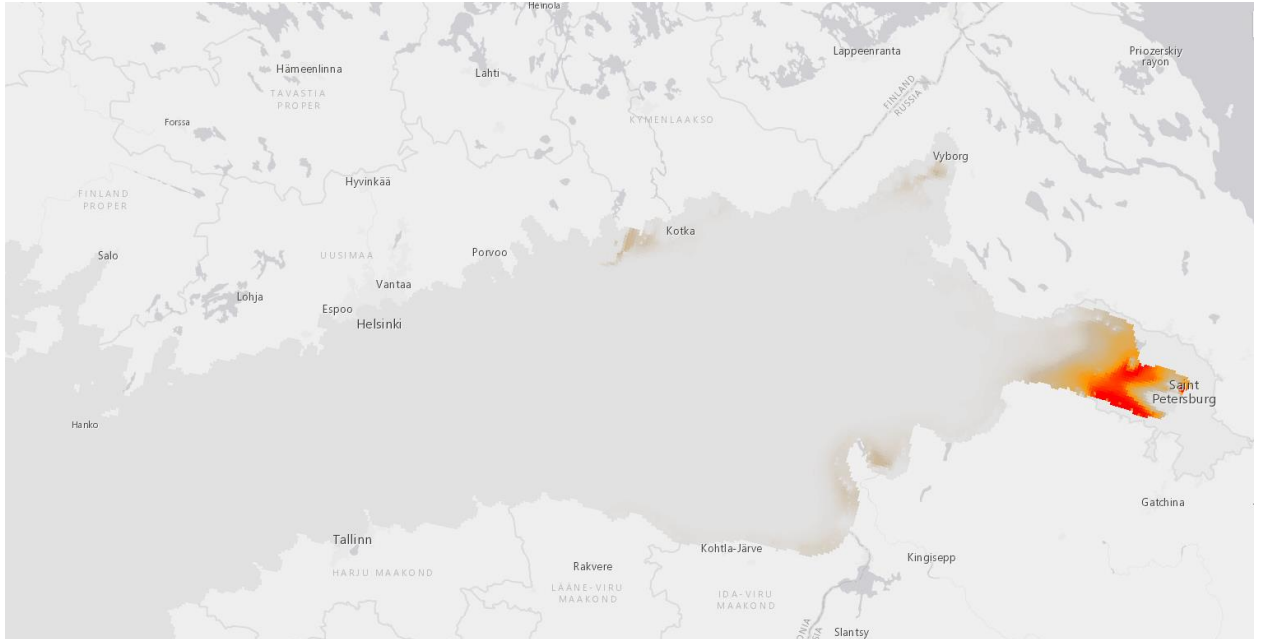 Heinola
Lappeenranta
Priozerskiy
rayon
Hämeenlinna
Lahti
TAVASTIA
PROPER
FINLAND
RUSSIA
Forssa
KYMENLAAKSO
Vyborg
Hyvinkää
FINLAND
PROPER
Kotka
Salo
UUSIMAA
Porvoo
Vantaa
Lohja
Espoo
Helsinki
Saint
Petersburg
Hanko
Gatchina
Tallinn
Kohtla-Järve
Kingisepp
HARJU MAAKOND
Rakvere
LÄÄNE-VIRU
MAAKOND
IDA-VIRU
MAAKOND
Slantsy